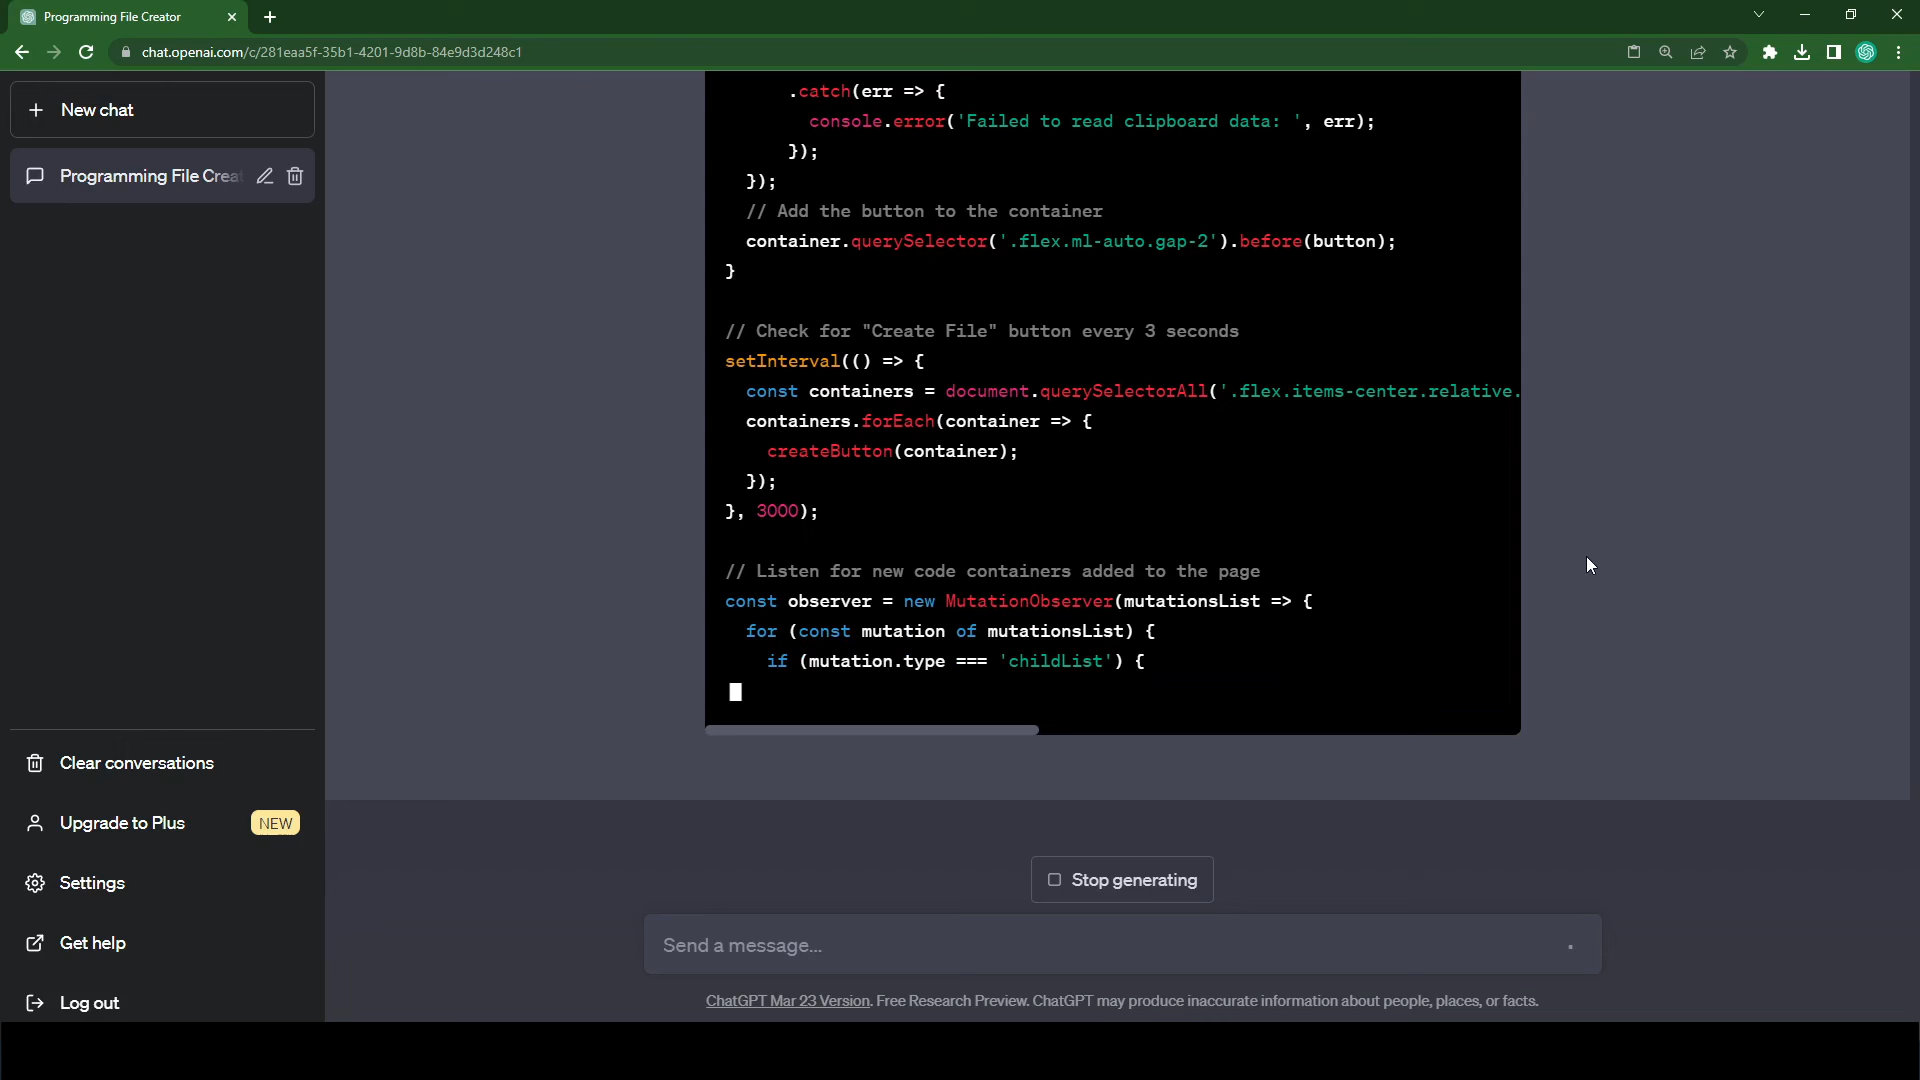 Programming File Creator
chat.openai.com/c/281eaa5f-35b1-4201-9d8b-84e9d3d248c1
New chat
Programming File Crea
.catch(err => {
console.error('Failed to read clipboard data: ', err);
});
});
// Add the button to the container
container.querySelector('.flex.ml-auto.gap-2').before(button);
}
// Check for "Create File" button every 3 seconds
setInterval(() => {
const containers = document.querySelectorAll('.flex.items-center.relative.
containers.forEach(container => {
createButton(container);
});
}, 3000);
// Listen for new code containers added to the page
const observer = new MutationObserver(mutationsList => {
for (const mutation of mutationsList) {
if (mutation.type === 'childList') {
Clear conversations
Upgrade to Plus NEW
Settings
Get help
Log out
Stop generating
Send a message...
ChatGPT Mar 23 Version. Free Research Preview. ChatGPT may produce inaccurate information about people, places, or facts.